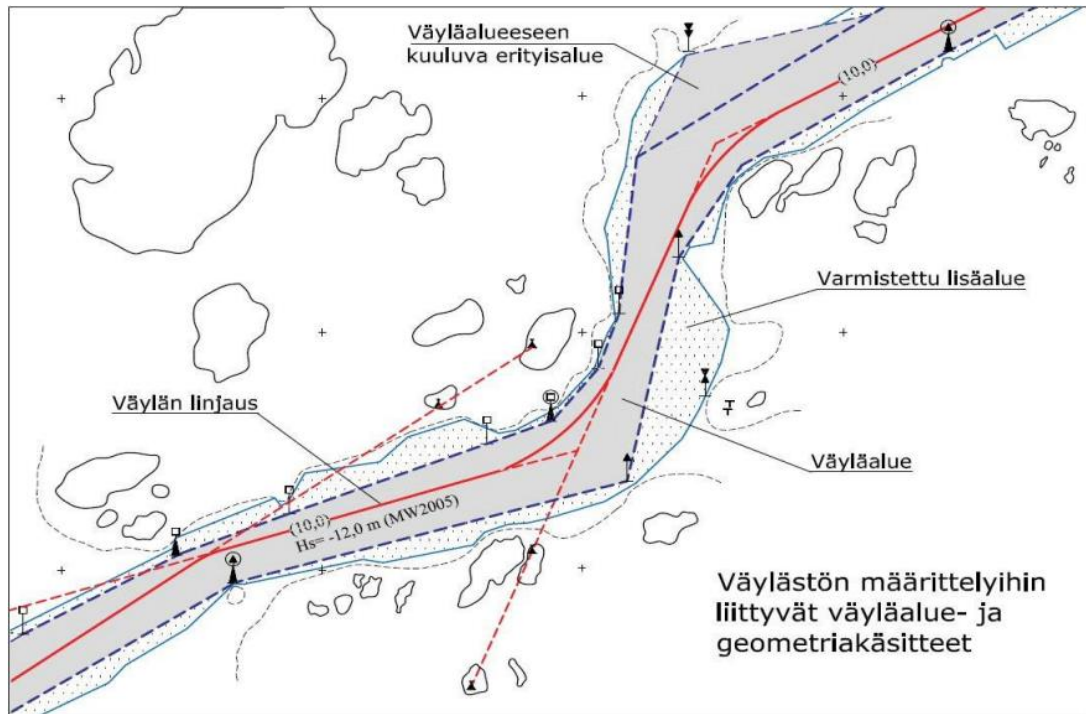 Väyläalueeseen
kuuluva erityisalue
(10,0)
Varmistettu lisäalue
Väylän linjaus
Väyläalue
(10,0)
Hs= -12,0 m (MW2005)
Väylästön määrittelyihin
liittyvät väyläalue- ja
geometriakäsitteet